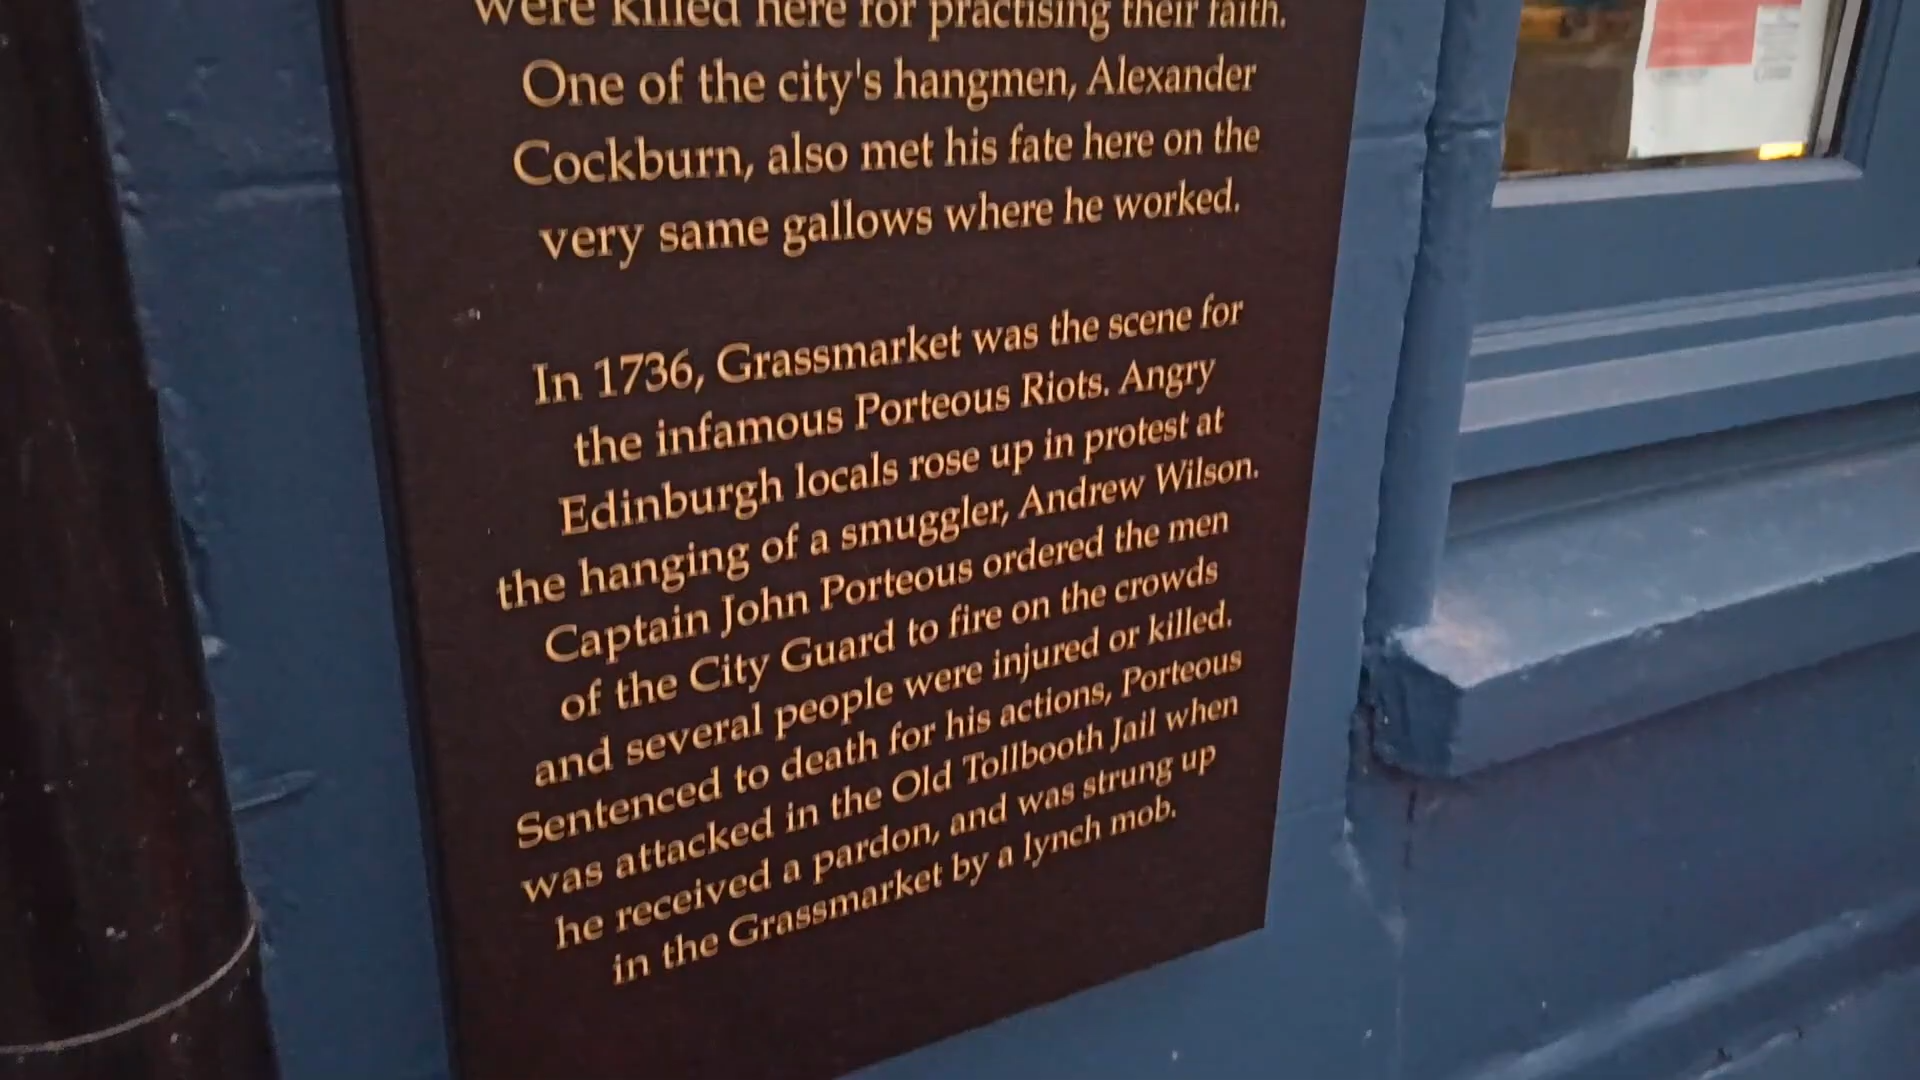 were killed here for practising their faith.
One of the city's hangmen, Alexander
Cockburn, also met his fate here on the
very same gallows where he worked.
In 1736, Grassmarket was the scene for
the infamous Porteous Riots. Angry
Edinburgh locals rose up in protest at
the hanging of a smuggler, Andrew Wilson.
Captain John Porteous ordered the men
of the City Guard to fire on the crowds
and several people were injured or killed.
Sentenced to death for his actions, Porteous
was attacked in the Old Tollbooth Jail when
he received a pardon, and was strung up
in the Grassmarket by a lynch mob.